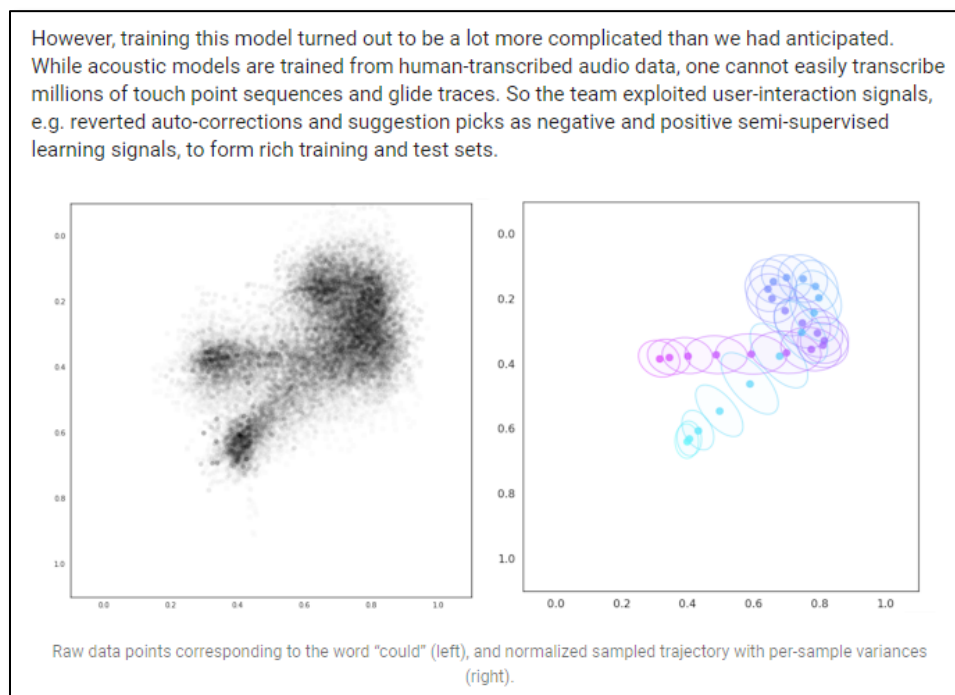 However, training this model turned out to be a lot more complicated than we had anticipated.
While acoustic models are trained from human-transcribed audio data, one cannot easily transcribe
millions of touch point sequences and glide traces. So the team exploited user-interaction signals,
e.g. reverted auto-corrections and suggestion picks as negative and positive semi-supervised
learning signals, to form rich training and test sets.
0.0
0.2
0.4
0.6
0.8
1.0
0.0 0.2 0.4 0.6 0.8 1.0
0.0
0.2
0.4
0.6
0.8
1.0
0.0 0.2 0.4 0.6 0.8 1.0
Raw data points corresponding to the word “could” (left), and normalized sampled trajectory with per-sample variances
(right).